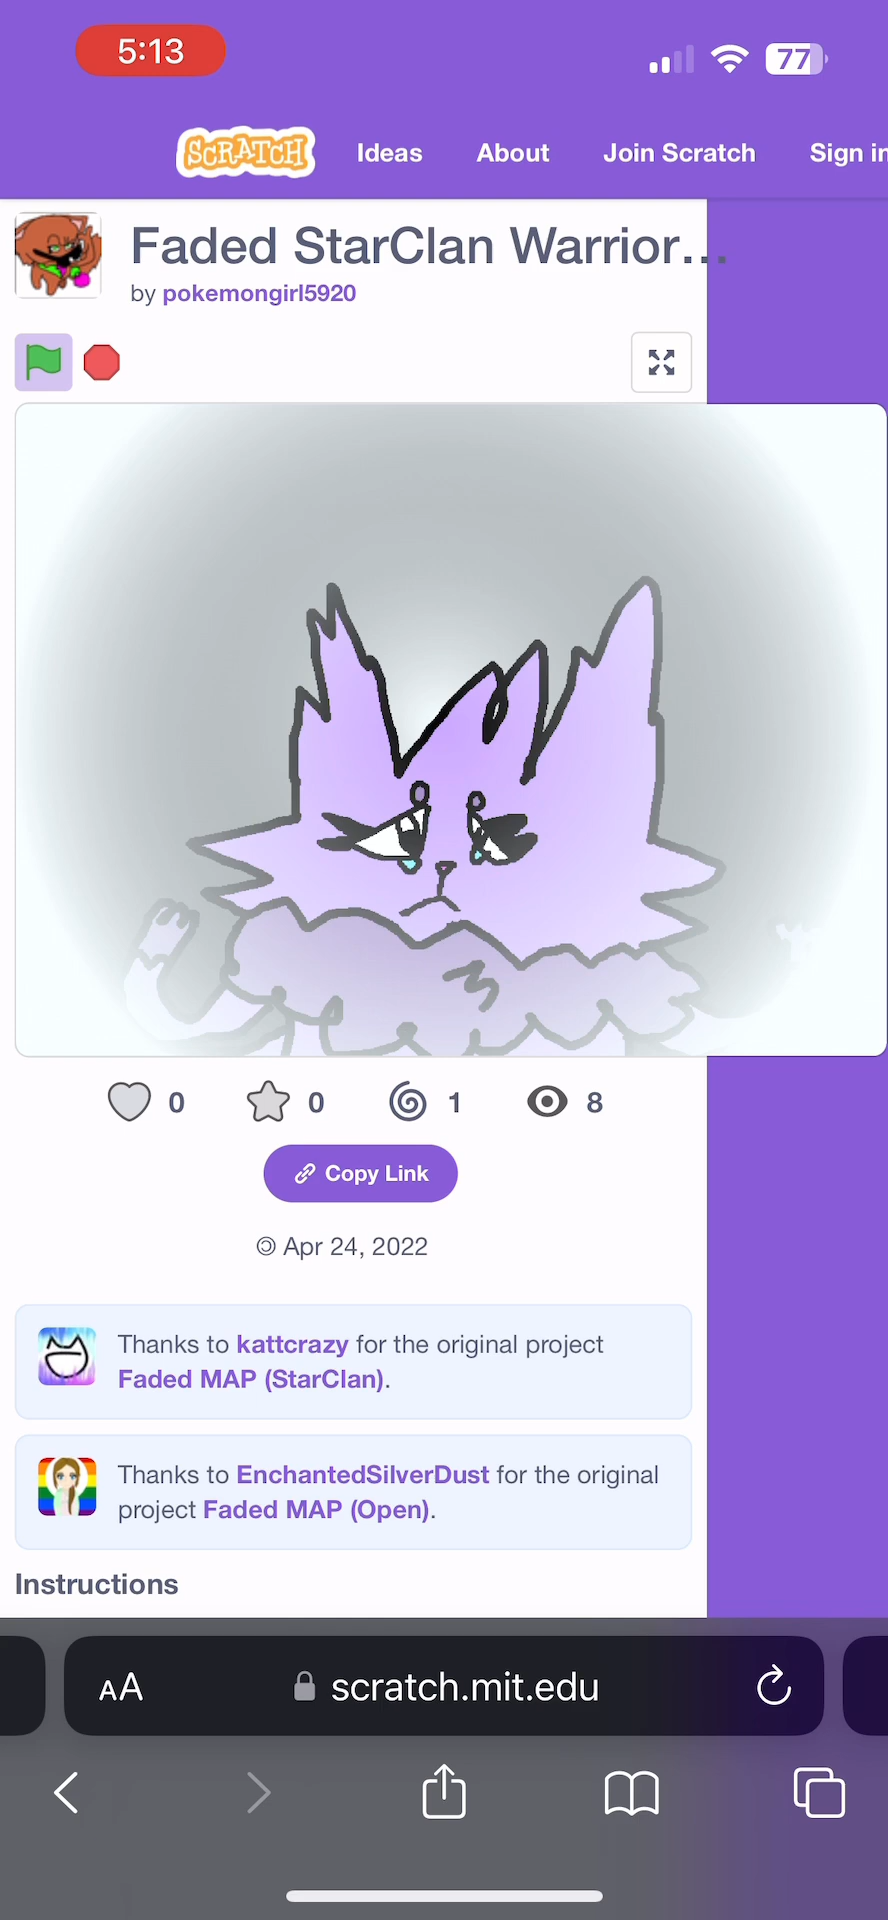 5:13
77
SCRATCH
Ideas
About
Join Scratch
Sign in
Faded StarClan Warrior...
by pokemongirl5920
0
0
1
8
Copy Link
Apr 24, 2022
Thanks to kattcrazy for the original project
Faded MAP (StarClan).
Thanks to EnchantedSilverDust for the original
project Faded MAP (Open).
Instructions
AA
scratch.mit.edu